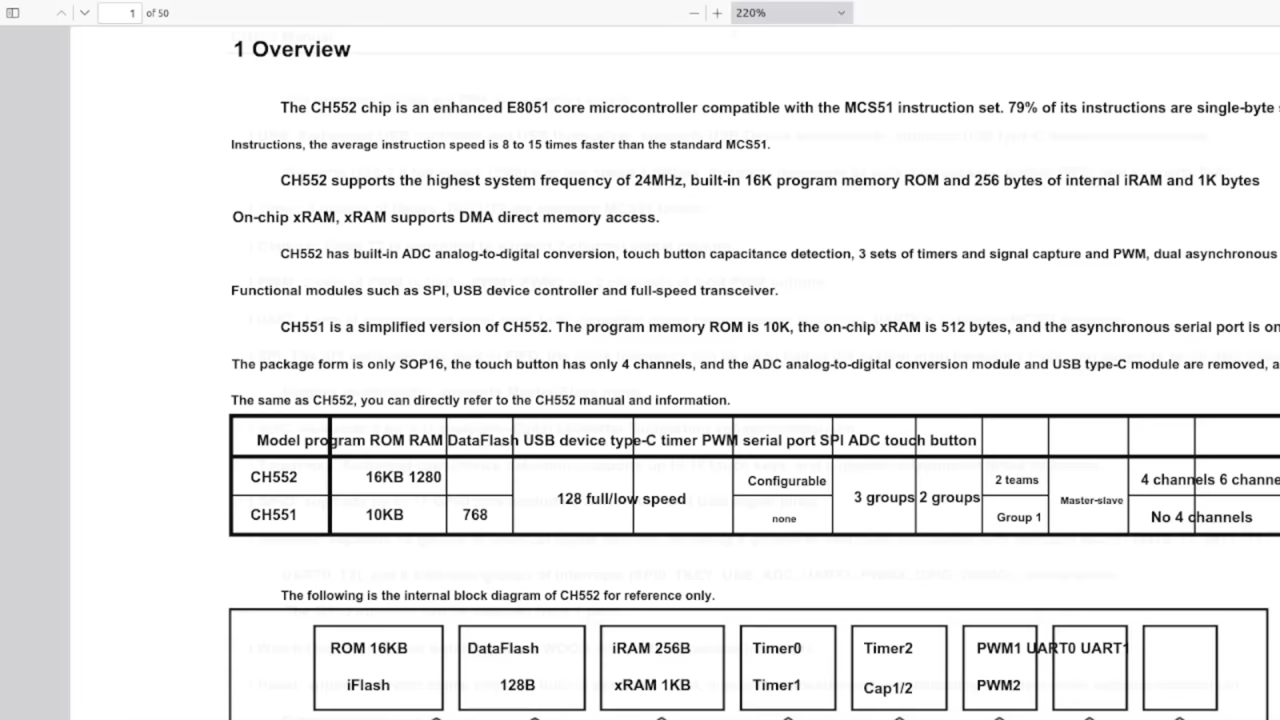 1 of 50
220%
1 Overview
The CH552 chip is an enhanced E8051 core microcontroller compatible with the MCS51 instruction set. 79% of its instructions are single-byte
Instructions, the average instruction speed is 8 to 15 times faster than the standard MCS51.
CH552 supports the highest system frequency of 24MHz, built-in 16K program memory ROM and 256 bytes of internal iRAM and 1K bytes
On-chip xRAM, xRAM supports DMA direct memory access.
CH552 has built-in ADC analog-to-digital conversion, touch button capacitance detection, 3 sets of timers and signal capture and PWM, dual asynchronous
Functional modules such as SPI, USB device controller and full-speed transceiver.
CH551 is a simplified version of CH552. The program memory ROM is 10K, the on-chip xRAM is 512 bytes, and the asynchronous serial port is on
The package form is only SOP16, the touch button has only 4 channels, and the ADC analog-to-digital conversion module and USB type-C module are removed, a
The same as CH552, you can directly refer to the CH552 manual and information.
Model program ROM RAM DataFlash USB device type-C timer PWM serial port SPI ADC touch button
CH552 16KB 1280 128 full/low speed Configurable 3 groups 2 groups 2 teams Master-slave 4 channels 6 channe
CH551 10KB 768 none Group 1 No 4 channels
The following is the internal block diagram of CH552 for reference only.
ROM 16KB DataFlash iRAM 256B Timer0 Timer2 PWM1 UART0 UART1
iFlash 128B xRAM 1KB Timer1 Cap1/2 PWM2